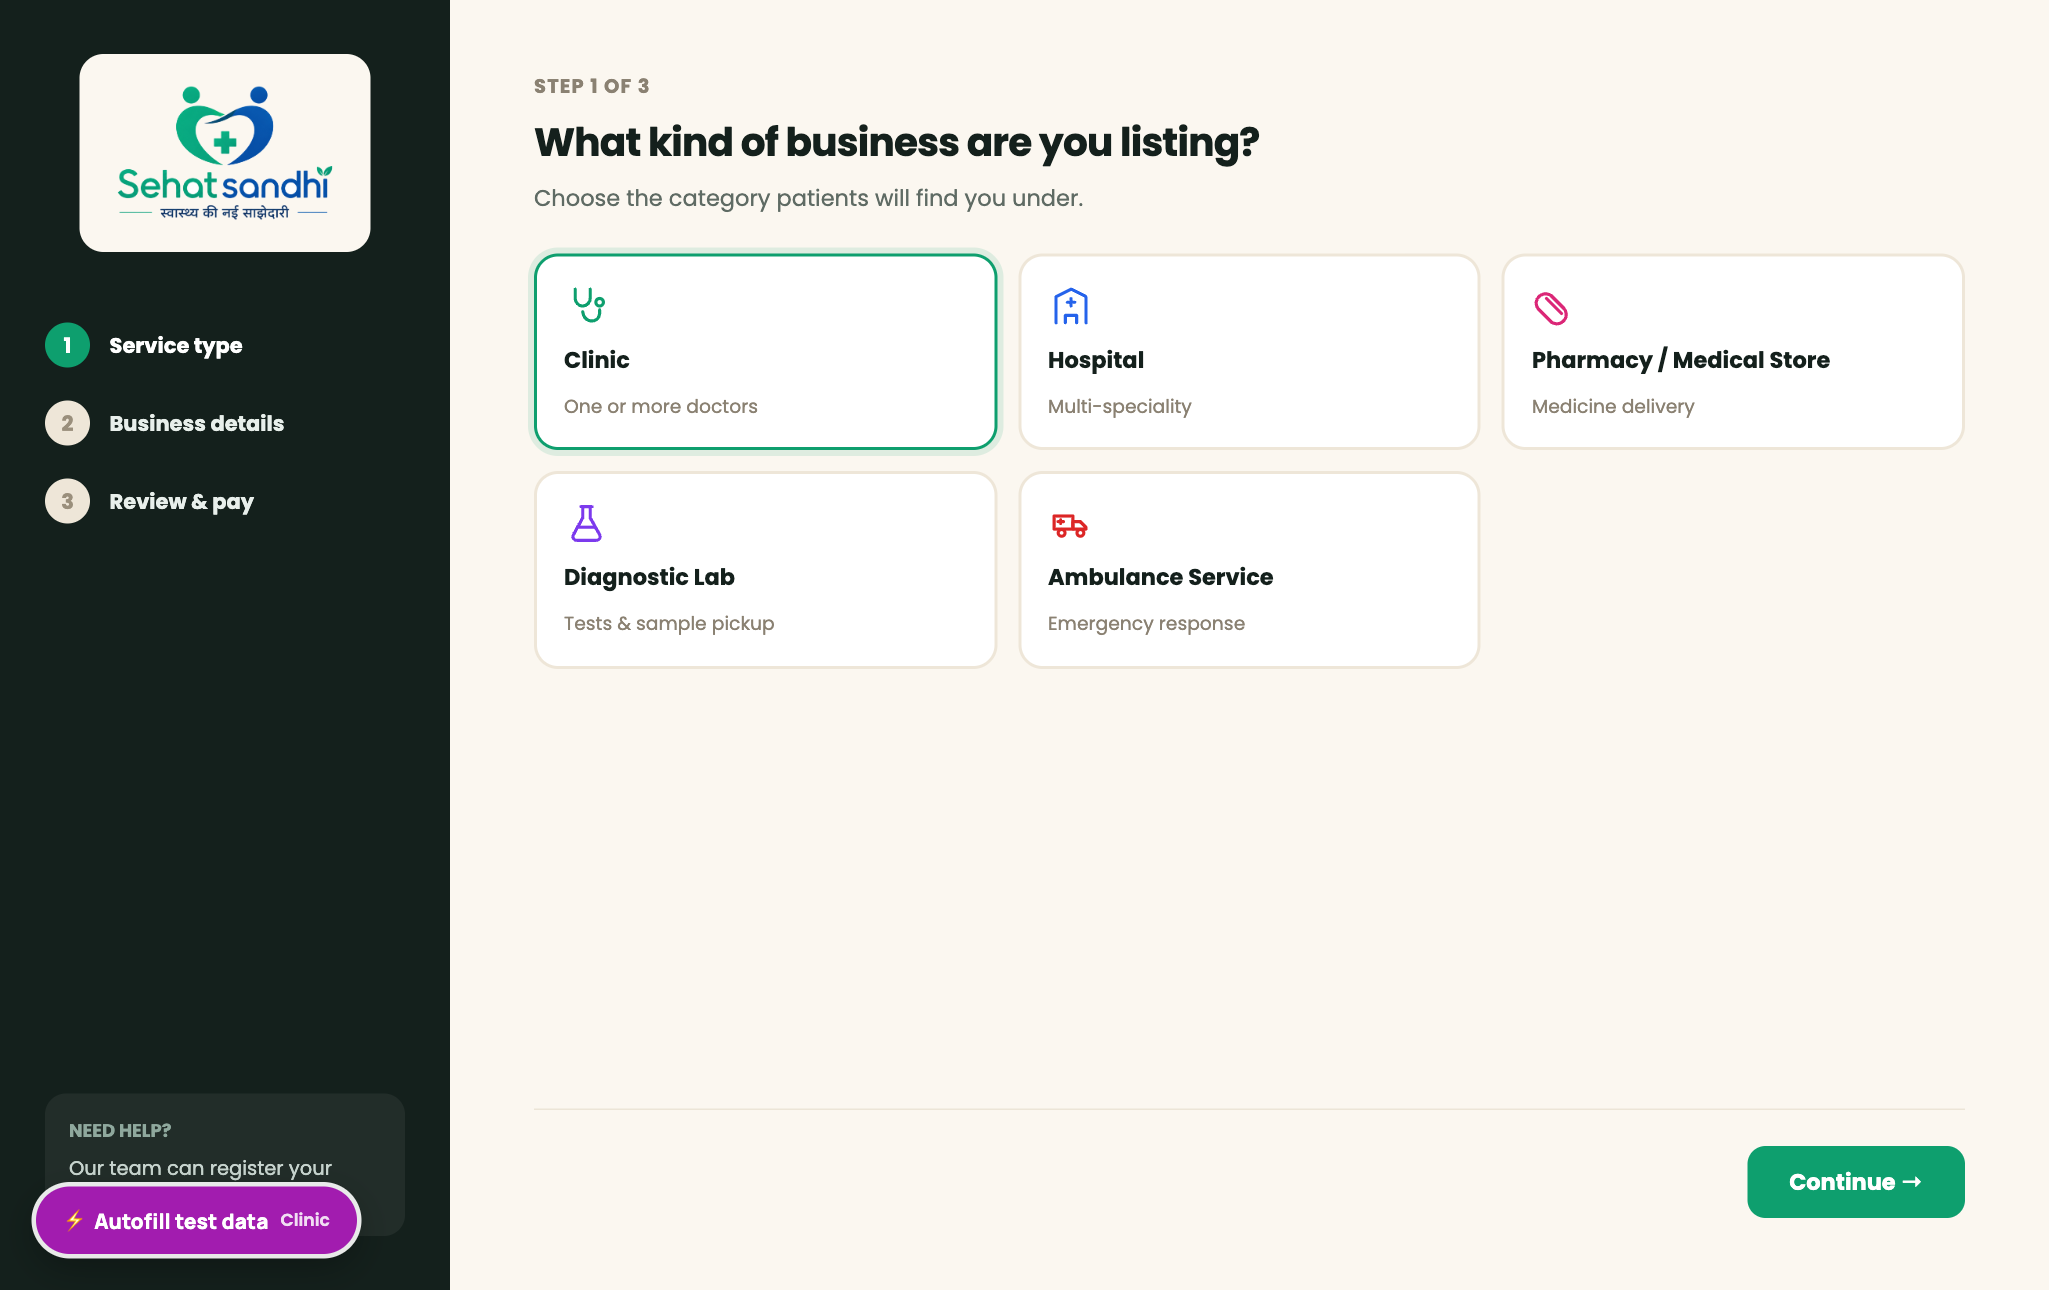 Sehat sandhi
स्वास्थ्य की नई साझेदारी
1 Service type
2 Business details
3 Review & pay
NEED HELP?
Our team can register your
⚡ Autofill test data Clinic
STEP 1 OF 3
What kind of business are you listing?
Choose the category patients will find you under.
Clinic
One or more doctors
Hospital
Multi-speciality
Pharmacy / Medical Store
Medicine delivery
Diagnostic Lab
Tests & sample pickup
Ambulance Service
Emergency response
Continue →